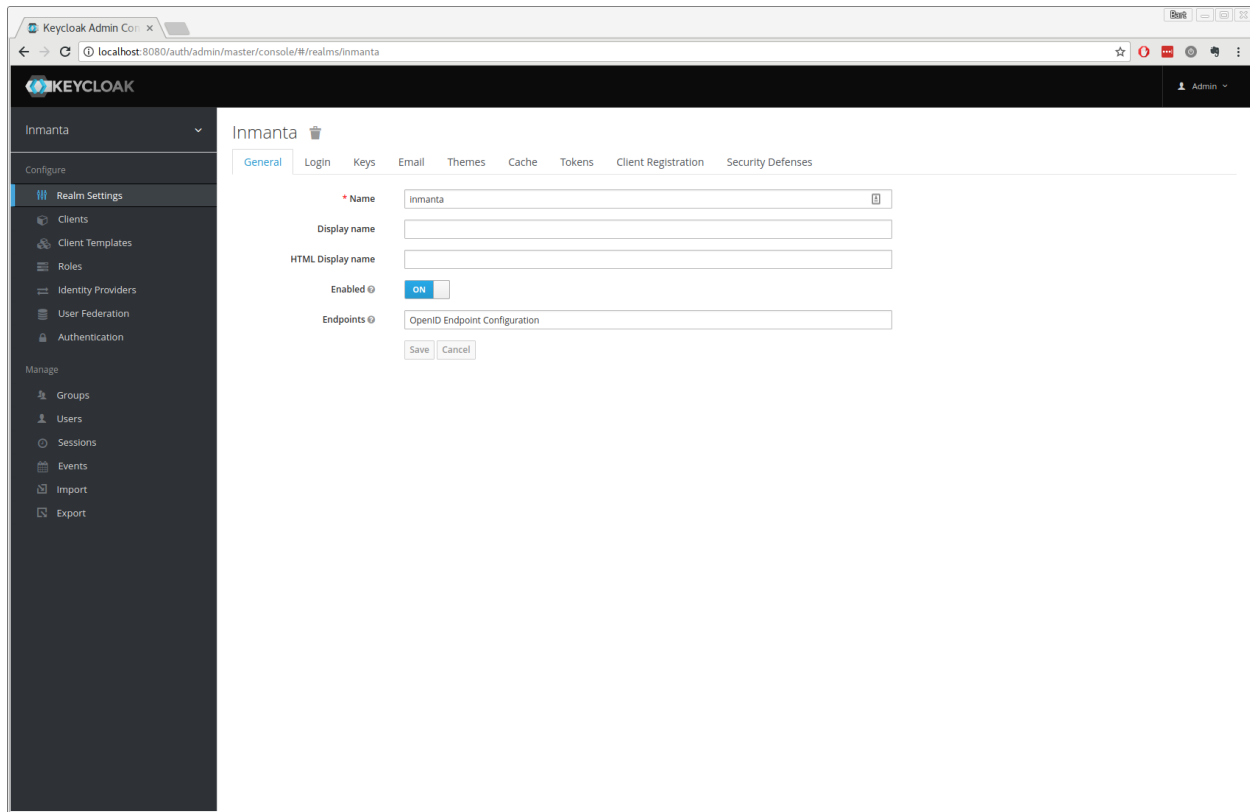 Bart
Keycloak Admin Con
localhost:8080/auth/admin/master/console/#/realms/inmanta
KEYCLOAK
Admin
Inmanta
Configure
Realm Settings
Clients
Client Templates
Roles
Identity Providers
User Federation
Authentication
Manage
Groups
Users
Sessions
Events
Import
Export
Inmanta
General Login Keys Email Themes Cache Tokens Client Registration Security Defenses
* Name inmanta
Display name
HTML Display name
Enabled ON
Endpoints OpenID Endpoint Configuration
Save Cancel